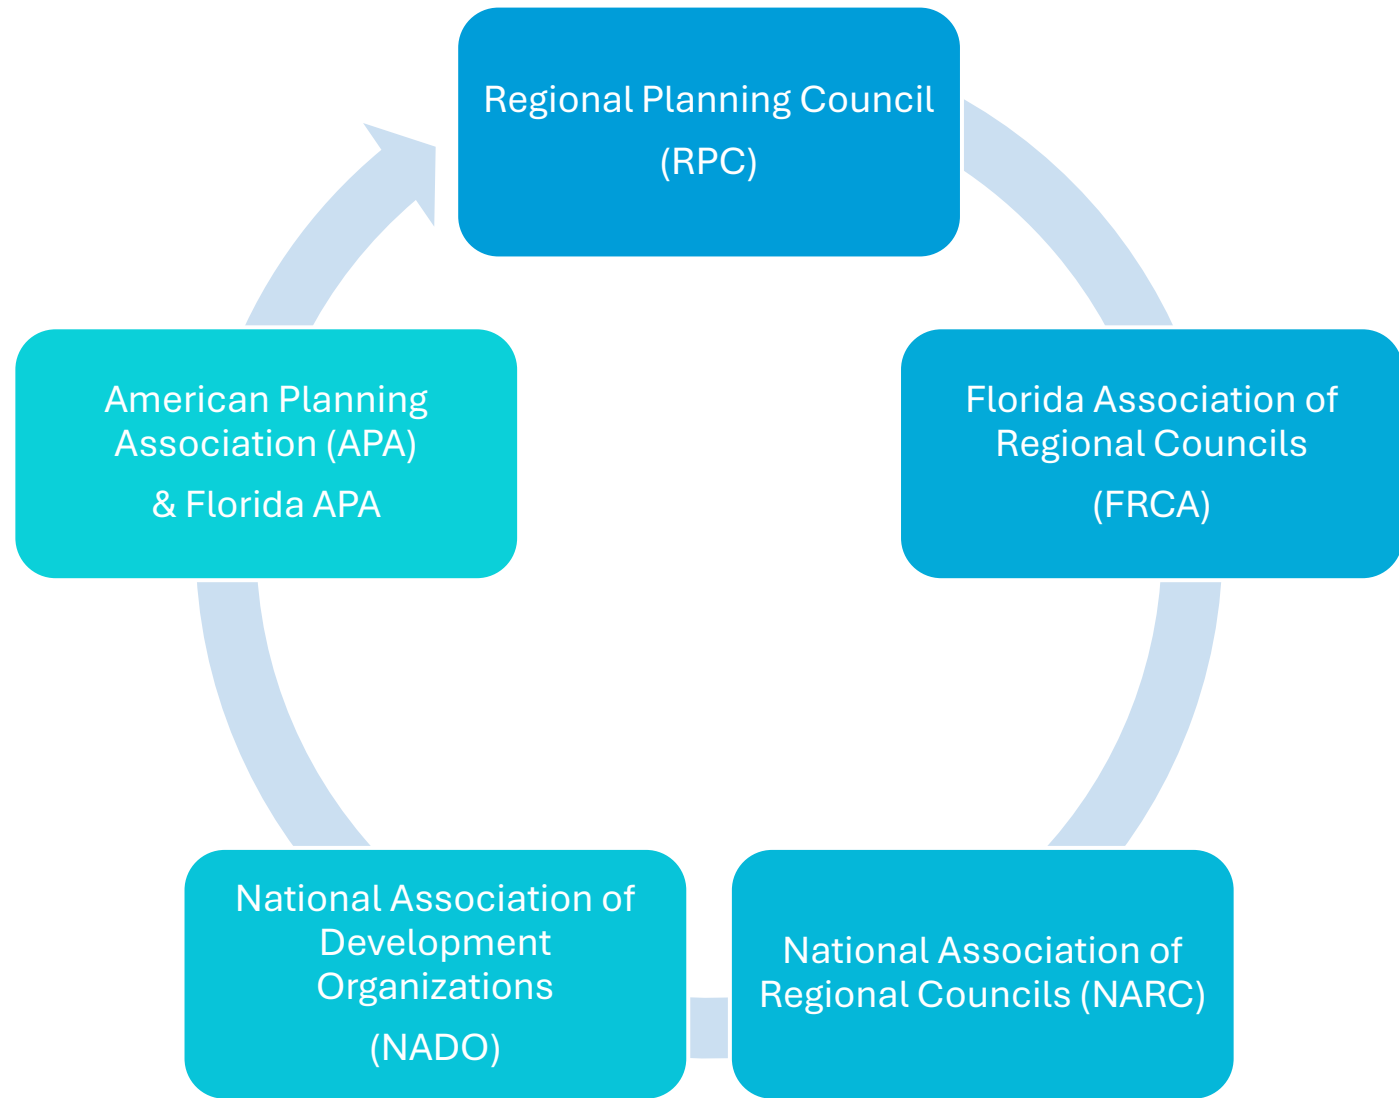 Regional Planning Council
(RPC)
Florida Association of
Regional Councils
(FRCA)
National Association of
Regional Councils (NARC)
National Association of
Development
Organizations
(NADO)
American Planning
Association (APA)
& Florida APA